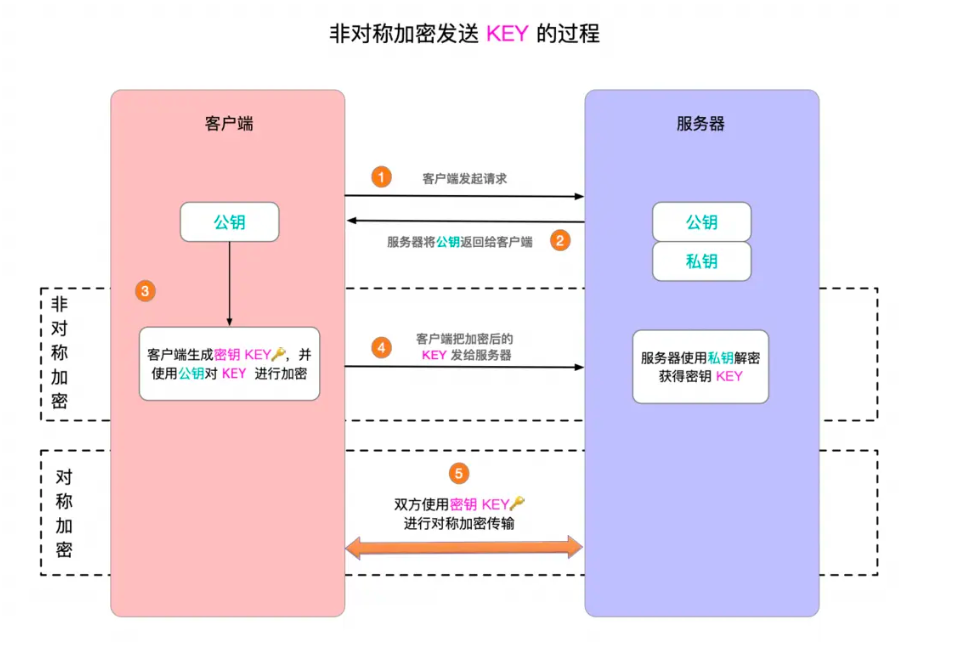 非对称加密发送 KEY 的过程
客户端
服务器
1
客户端发起请求
公钥
服务器将公钥返回给客户端
2
公钥
私钥
3
非对称加密
客户端生成密钥 KEY🔑，并
使用公钥对 KEY 进行加密
4
客户端把加密后的
KEY 发给服务器
服务器使用私钥解密
获得密钥 KEY
对称加密
5
双方使用密钥 KEY🔑
进行对称加密传输